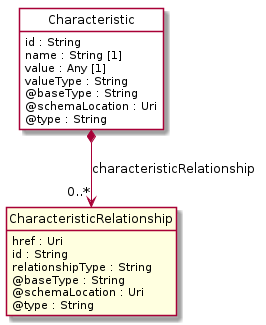 Characteristic
id : String
name : String [1]
value : Any [1]
valueType : String
@baseType : String
@schemaLocation : Uri
@type : String
characteristicRelationship
0..*
CharacteristicRelationship
href : Uri
id : String
relationshipType : String
@baseType : String
@schemaLocation : Uri
@type : String